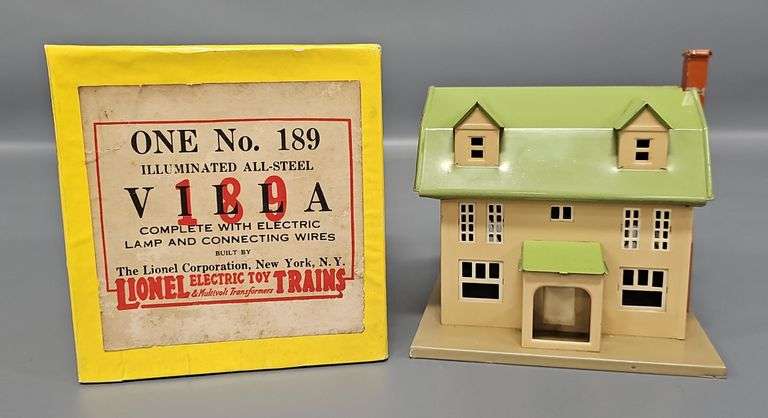 ONE No. 189
ILLUMINATED ALL-STEEL
VILLA
189
COMPLETE WITH ELECTRIC
LAMP AND CONNECTING WIRES
BUILT BY
The Lionel Corporation, New York, N. Y.
LIONEL ELECTRIC TOY TRAINS
& Multivolt Transformers